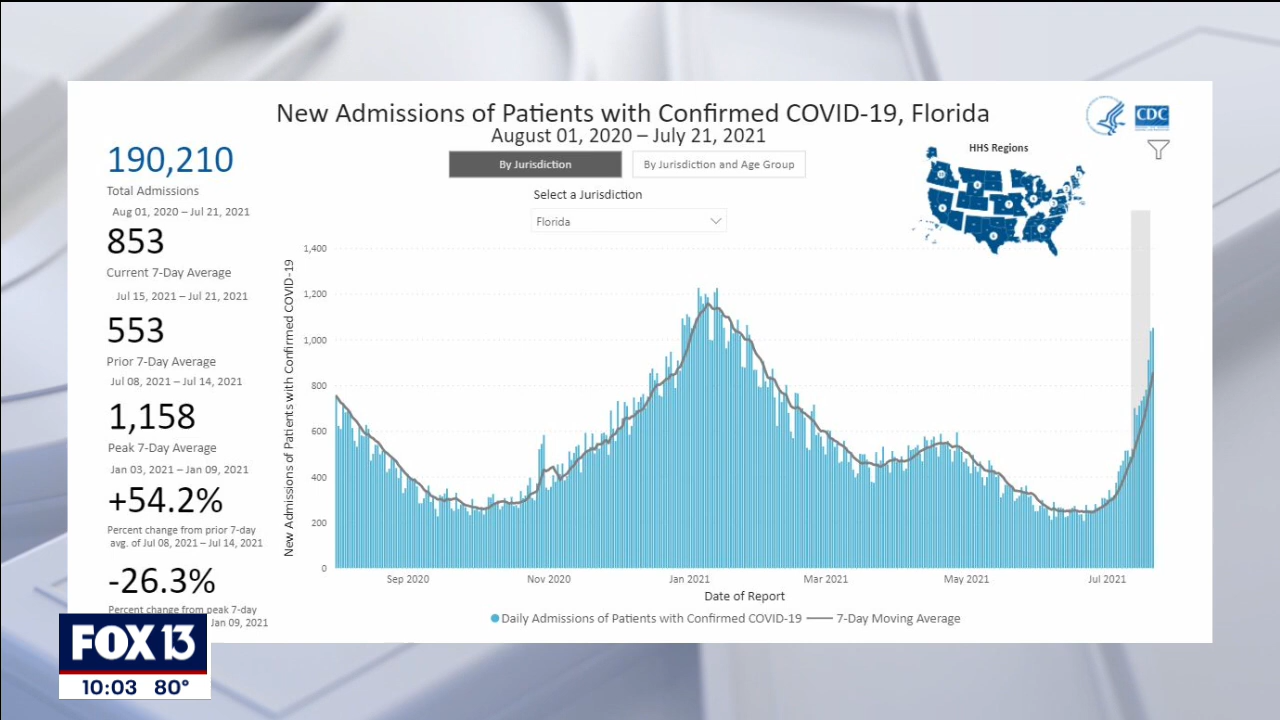 New Admissions of Patients with Confirmed COVID-19, Florida
August 01, 2020 – July 21, 2021
CDC
By Jurisdiction
By Jurisdiction and Age Group
Select a Jurisdiction
Florida
HHS Regions
190,210
Total Admissions
Aug 01, 2020 – Jul 21, 2021
853
Current 7-Day Average
Jul 15, 2021 – Jul 21, 2021
553
Prior 7-Day Average
Jul 08, 2021 – Jul 14, 2021
1,158
Peak 7-Day Average
Jan 03, 2021 – Jan 09, 2021
+54.2%
Percent change from prior 7-day
avg. of Jul 08, 2021 – Jul 14, 2021
-26.3%
Percent change from peak 7-day
Jan 09, 2021
New Admissions of Patients with Confirmed COVID-19
1,400
1,200
1,000
800
600
400
200
0
Sep 2020
Nov 2020
Jan 2021
Mar 2021
May 2021
Jul 2021
Date of Report
Daily Admissions of Patients with Confirmed COVID-19
7-Day Moving Average
FOX 13
10:03 80°